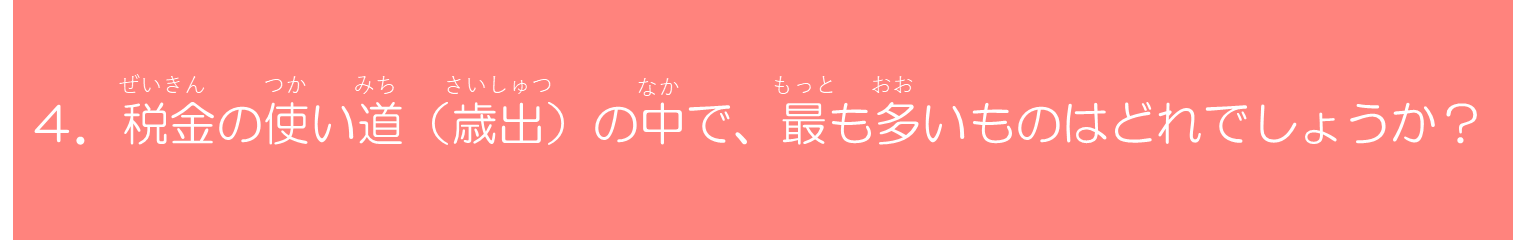 ぜいきん つか みち さいしゅつ なか もっと おお
４．税金の使い道（歳出）の中で、最も多いものはどれでしょうか？